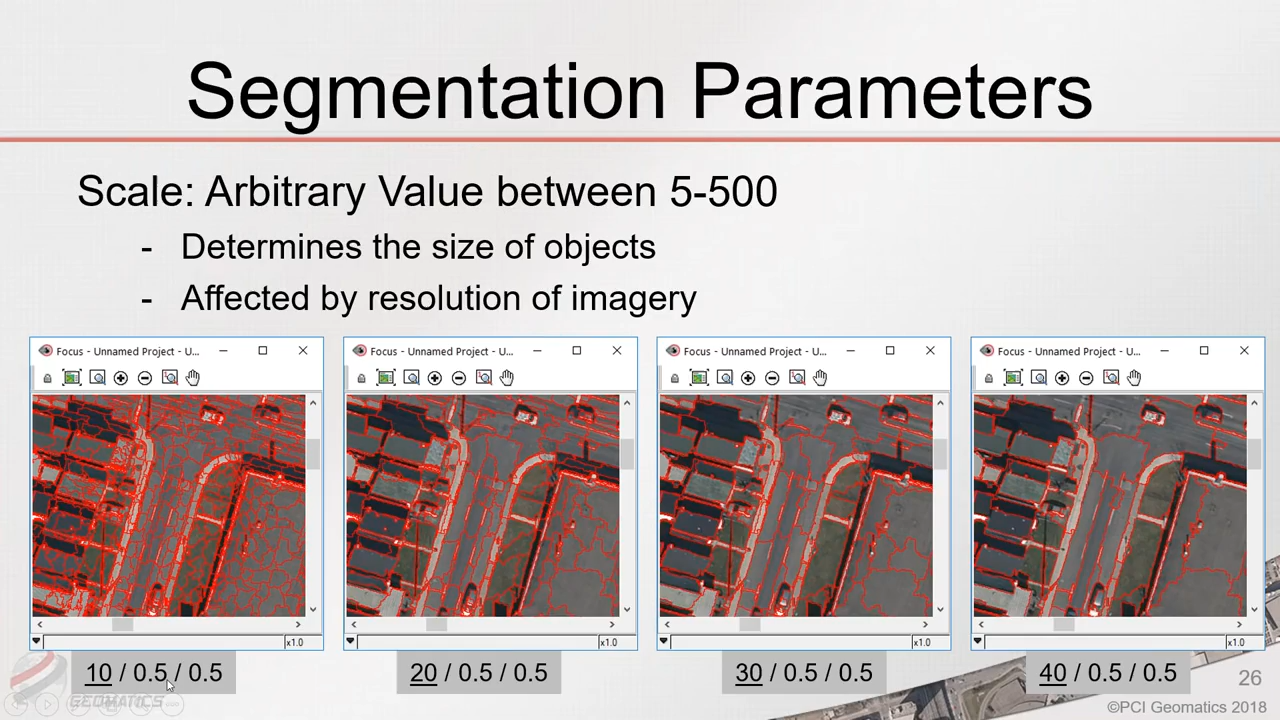 Segmentation Parameters
Scale: Arbitrary Value between 5-500
- Determines the size of objects
- Affected by resolution of imagery
Focus - Unnamed Project - U...
Focus - Unnamed Project - U...
Focus - Unnamed Project - U...
Focus - Unnamed Project - U...
x1.0
x1.0
x1.0
x1.0
10 / 0.5 / 0.5
20 / 0.5 / 0.5
30 / 0.5 / 0.5
40 / 0.5 / 0.5
26
GEOMATICS
©PCI Geomatics 2018